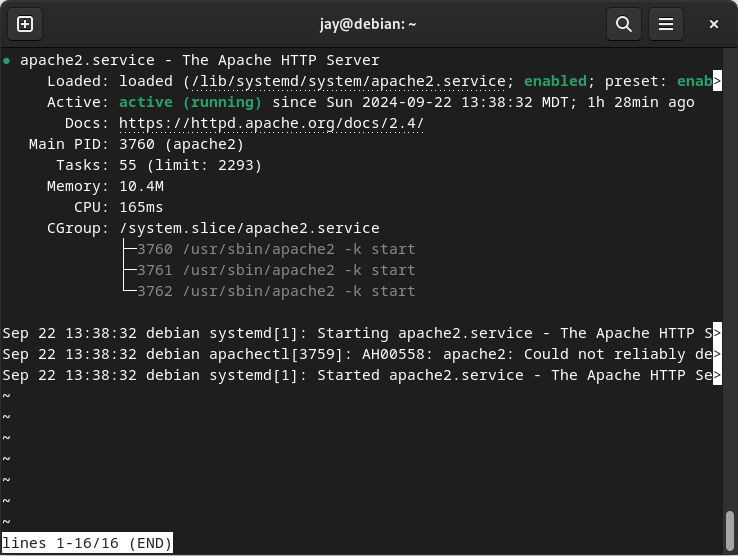 jay@debian: ~
● apache2.service - The Apache HTTP Server
Loaded: loaded (/lib/systemd/system/apache2.service; enabled; preset: enab>
Active: active (running) since Sun 2024-09-22 13:38:32 MDT; 1h 28min ago
Docs: https://httpd.apache.org/docs/2.4/
Main PID: 3760 (apache2)
Tasks: 55 (limit: 2293)
Memory: 10.4M
CPU: 165ms
CGroup: /system.slice/apache2.service
├─3760 /usr/sbin/apache2 -k start
├─3761 /usr/sbin/apache2 -k start
└─3762 /usr/sbin/apache2 -k start
Sep 22 13:38:32 debian systemd[1]: Starting apache2.service - The Apache HTTP S>
Sep 22 13:38:32 debian apachectl[3759]: AH00558: apache2: Could not reliably de>
Sep 22 13:38:32 debian systemd[1]: Started apache2.service - The Apache HTTP Se>
~
~
~
~
~
~
~
lines 1-16/16 (END)